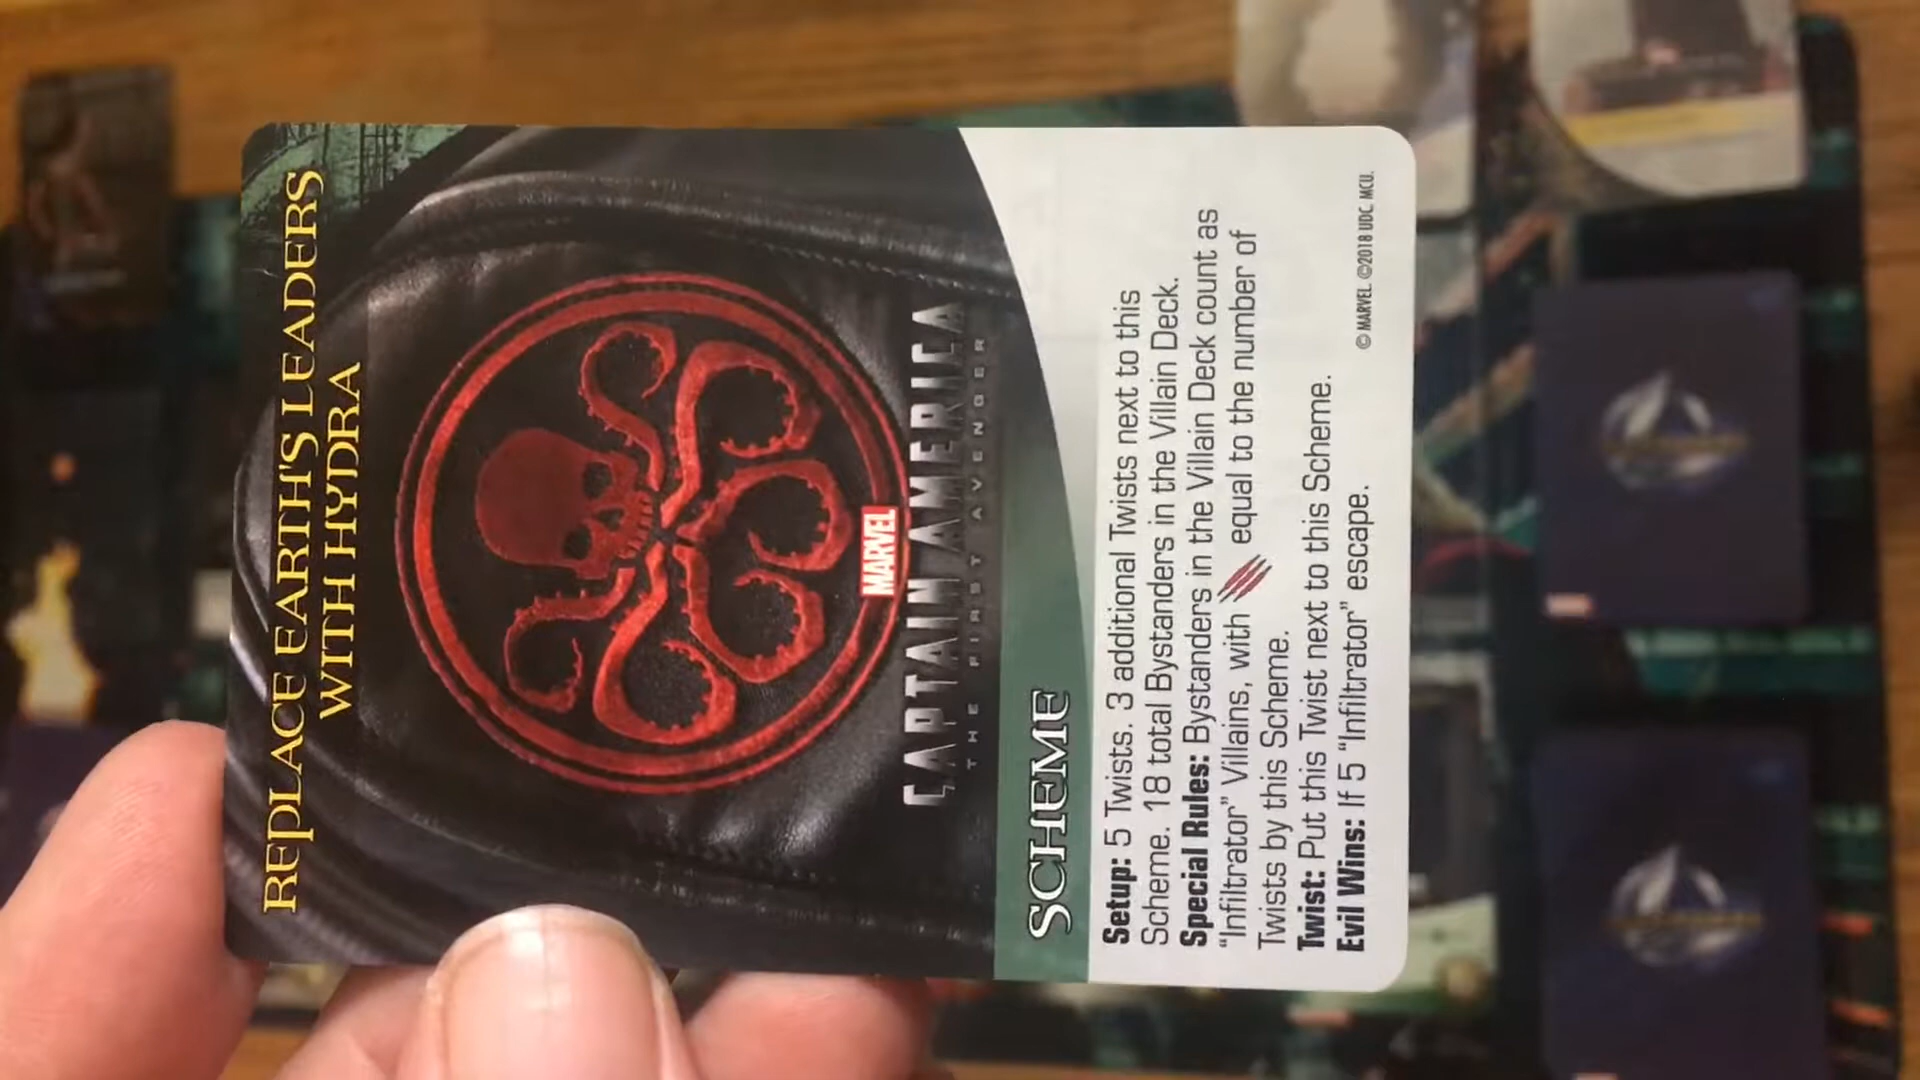 REPLACE EARTH'S LEADERS
WITH HYDRA
MARVEL
CAPTAIN AMERICA
THE FIRST AVENGER
SCHEME
Setup: 5 Twists. 3 additional Twists next to this
Scheme. 18 total Bystanders in the Villain Deck.
Special Rules: Bystanders in the Villain Deck count as
"Infiltrator" Villains, with equal to the number of
Twists by this Scheme.
Twist: Put this Twist next to this Scheme.
Evil Wins: If 5 "Infiltrator" escape.
© MARVEL ©2018 UDC MCU.